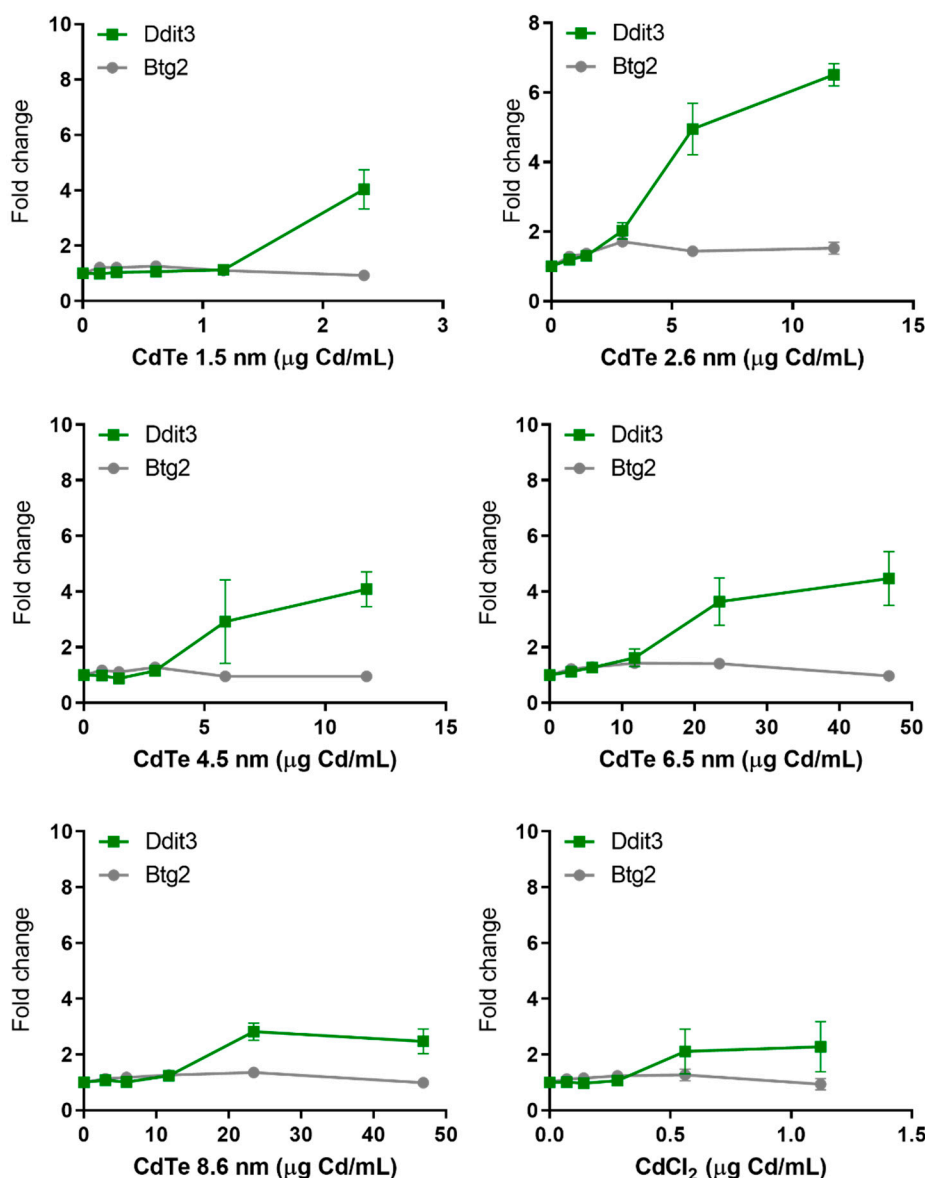 Ddit3
Btg2
Fold change
10
8
6
4
2
0
0 1 2 3
CdTe 1.5 nm (μg Cd/mL)
Ddit3
Btg2
Fold change
8
6
4
2
0
0 5 10 15
CdTe 2.6 nm (μg Cd/mL)
Ddit3
Btg2
Fold change
10
8
6
4
2
0
0 5 10 15
CdTe 4.5 nm (μg Cd/mL)
Ddit3
Btg2
Fold change
10
8
6
4
2
0
0 10 20 30 40 50
CdTe 6.5 nm (μg Cd/mL)
Ddit3
Btg2
Fold change
10
8
6
4
2
0
0 10 20 30 40 50
CdTe 8.6 nm (μg Cd/mL)
Ddit3
Btg2
Fold change
10
8
6
4
2
0
0.0 0.5 1.0 1.5
CdCl₂ (μg Cd/mL)